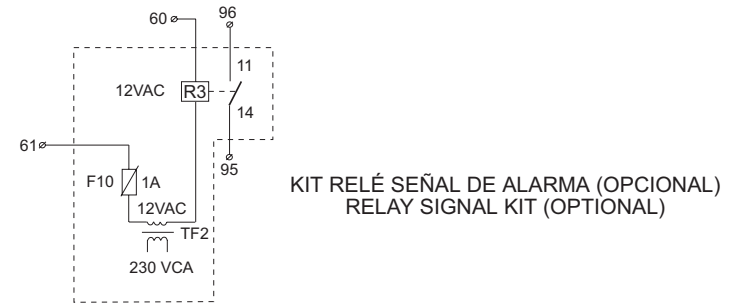 60
96
11
12VAC
R3
14
61
95
F10
1A
12VAC
TF2
230 VCA
KIT RELÉ SEÑAL DE ALARMA (OPCIONAL)
RELAY SIGNAL KIT (OPTIONAL)